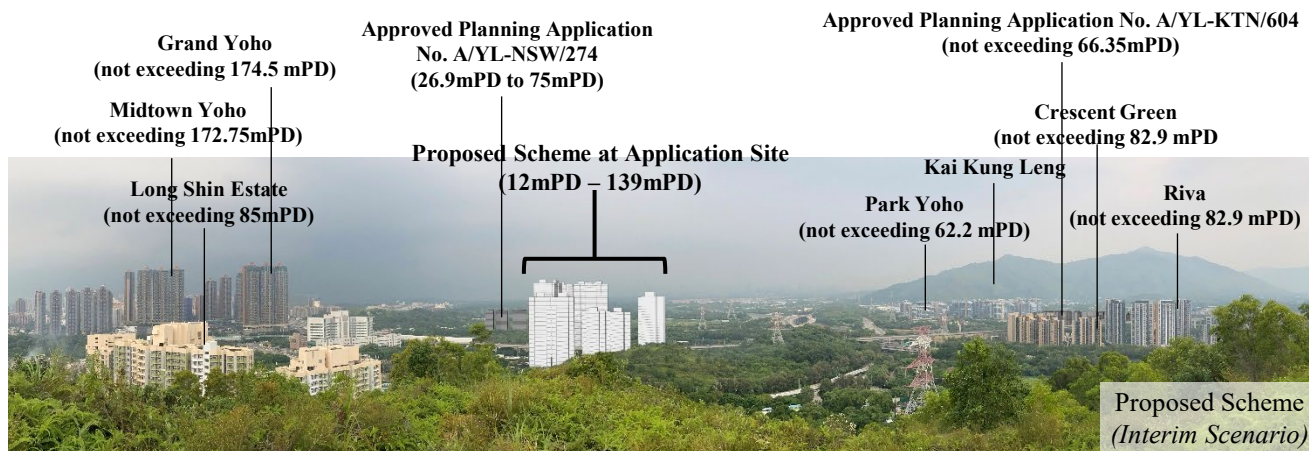 Grand Yoho
(not exceeding 174.5 mPD)
Midtown Yoho
(not exceeding 172.75mPD)
Long Shin Estate
(not exceeding 85mPD)
Approved Planning Application
No. A/YL-NSW/274
(26.9mPD to 75mPD)
Proposed Scheme at Application Site
(12mPD – 139mPD)
Approved Planning Application No. A/YL-KTN/604
(not exceeding 66.35mPD)
Crescent Green
(not exceeding 82.9 mPD
Kai Kung Leng
Park Yoho
(not exceeding 62.2 mPD)
Riva
(not exceeding 82.9 mPD)
Proposed Scheme
(Interim Scenario)